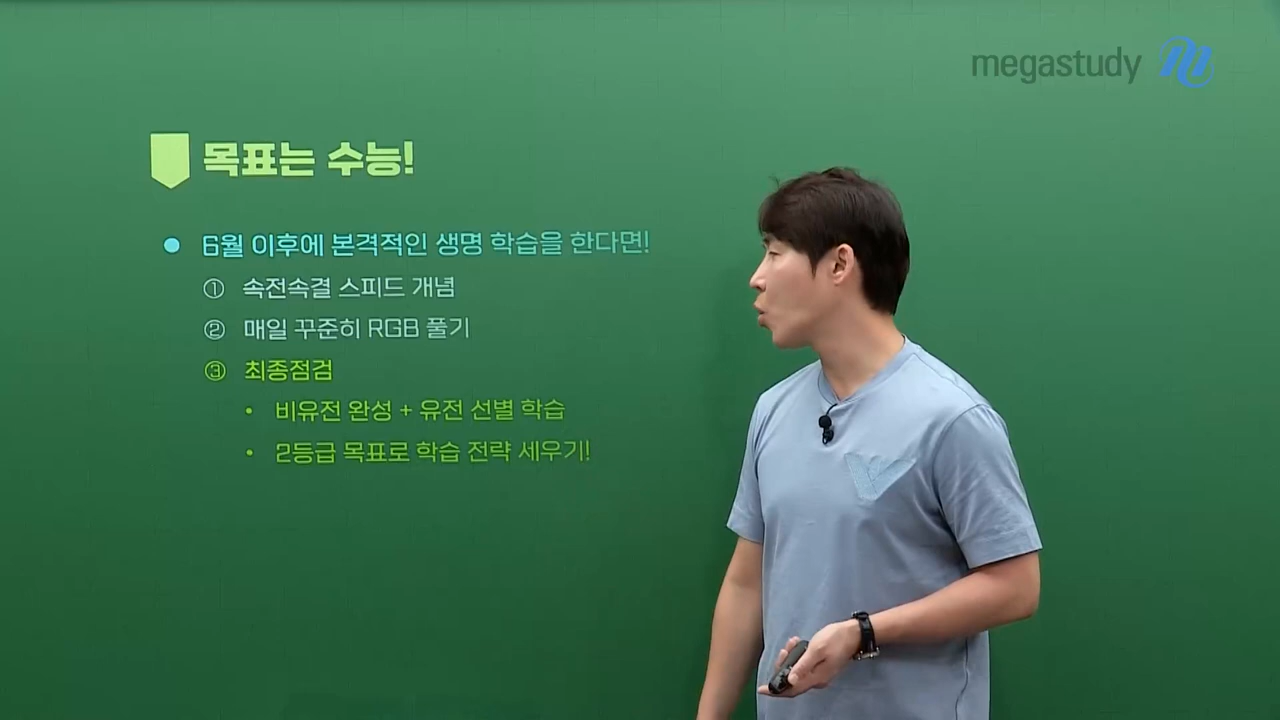 megastudy
목표는 수능!
● 6월 이후에 본격적인 생명 학습을 한다면!
① 속전속결 스피드 개념
② 매일 꾸준히 RGB 풀기
③ 최종점검
• 비유전 완성 + 유전 선별 학습
• 2등급 목표로 학습 전략 세우기!